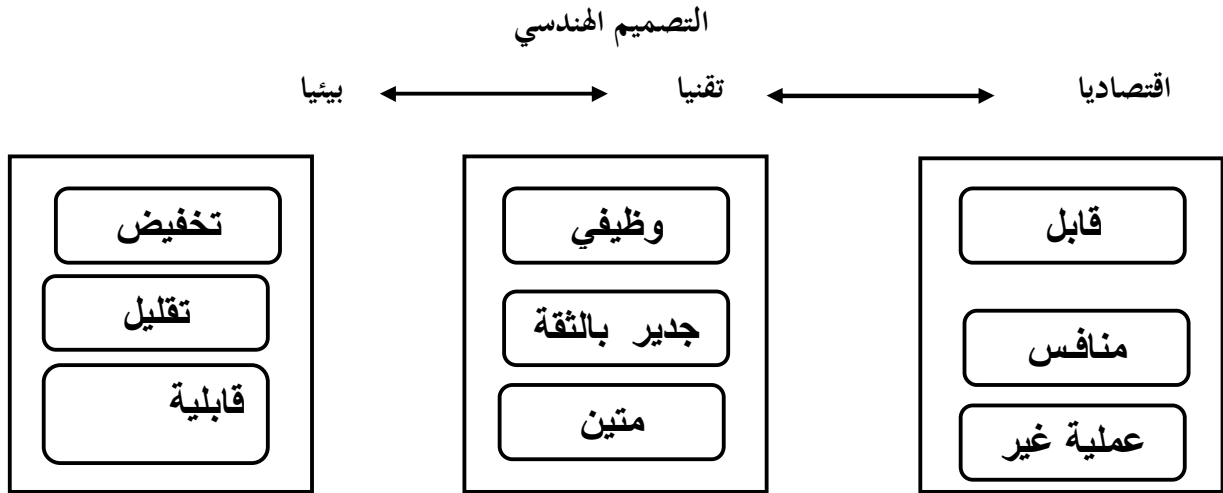 التصميم الهندسي
اقتصاديا
تقنيا
بيئيا
قابل
منافس
عملية غير
وظيفي
جدير بالثقة
متين
تخفيض
تقليل
قابلية